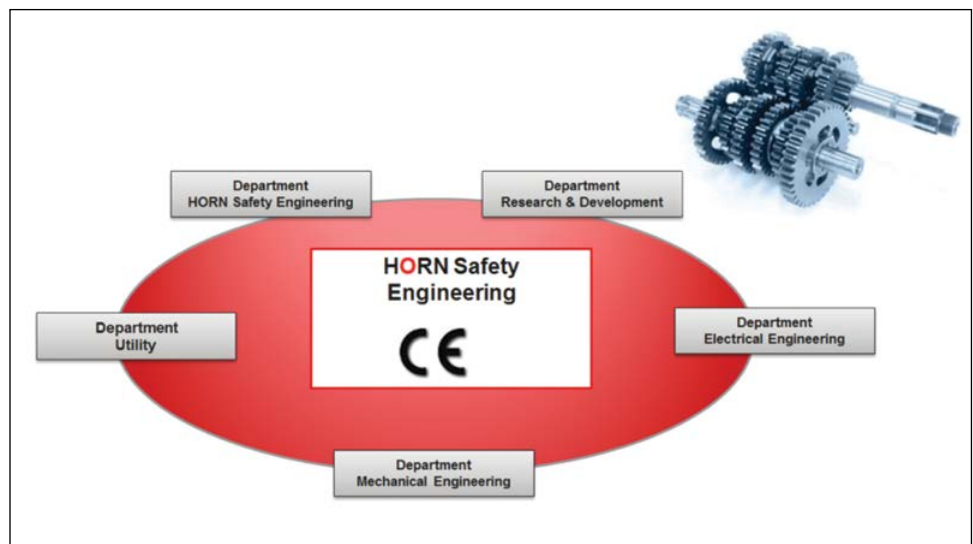 Department
HORN Safety Engineering
Department
Research & Development
HORN Safety
Engineering
CE
Department
Utility
Department
Electrical Engineering
Department
Mechanical Engineering